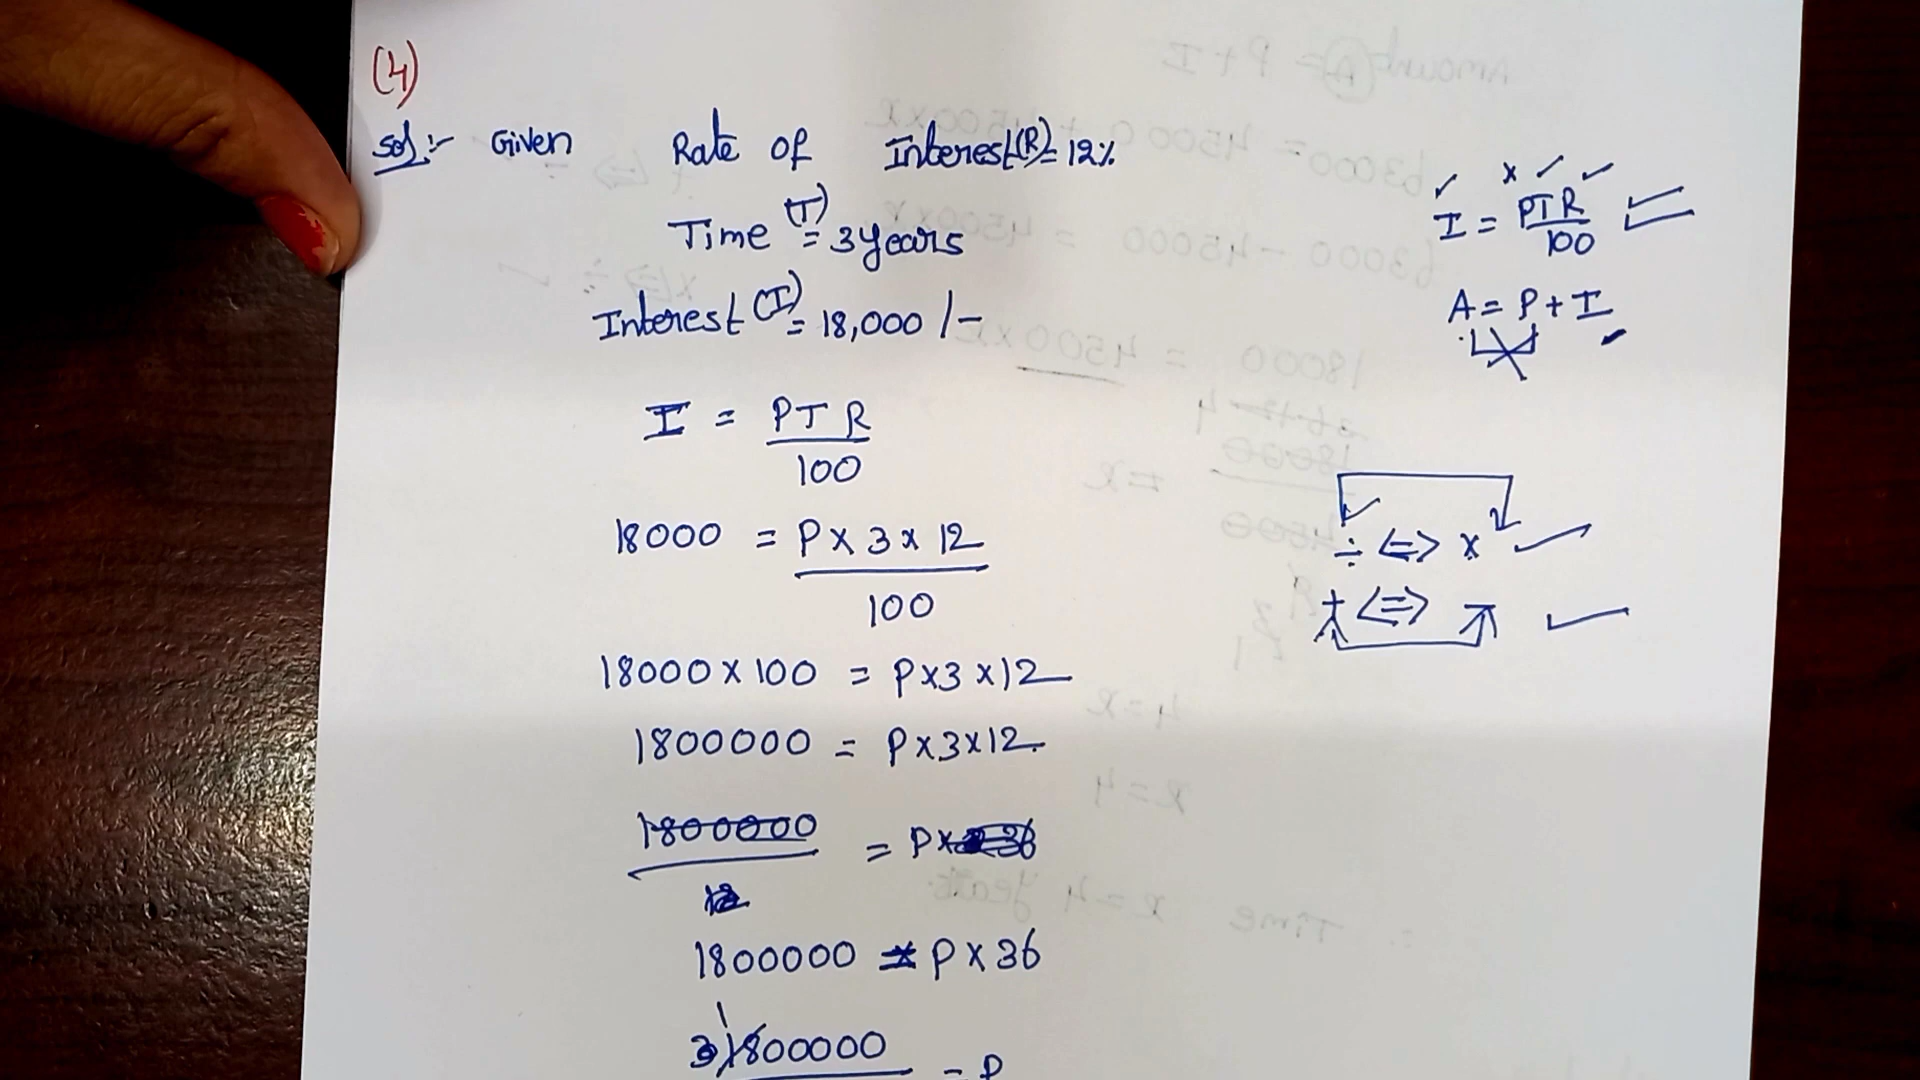 (4)
Sol:- Given Rate of Interest(R)= 12%
Time (T) = 3 years
Interest (I) = 18,000 /-
I = PTR / 100
18000 = P x 3 x 12 / 100
18000 x 100 = P x 3 x 12
1800000 = P x 3 x 12
1800000 = P x 36
1800000 = P x 36
1800000 = P
I = PTR / 100
A = P + I
÷ <=> x
+ <=> -